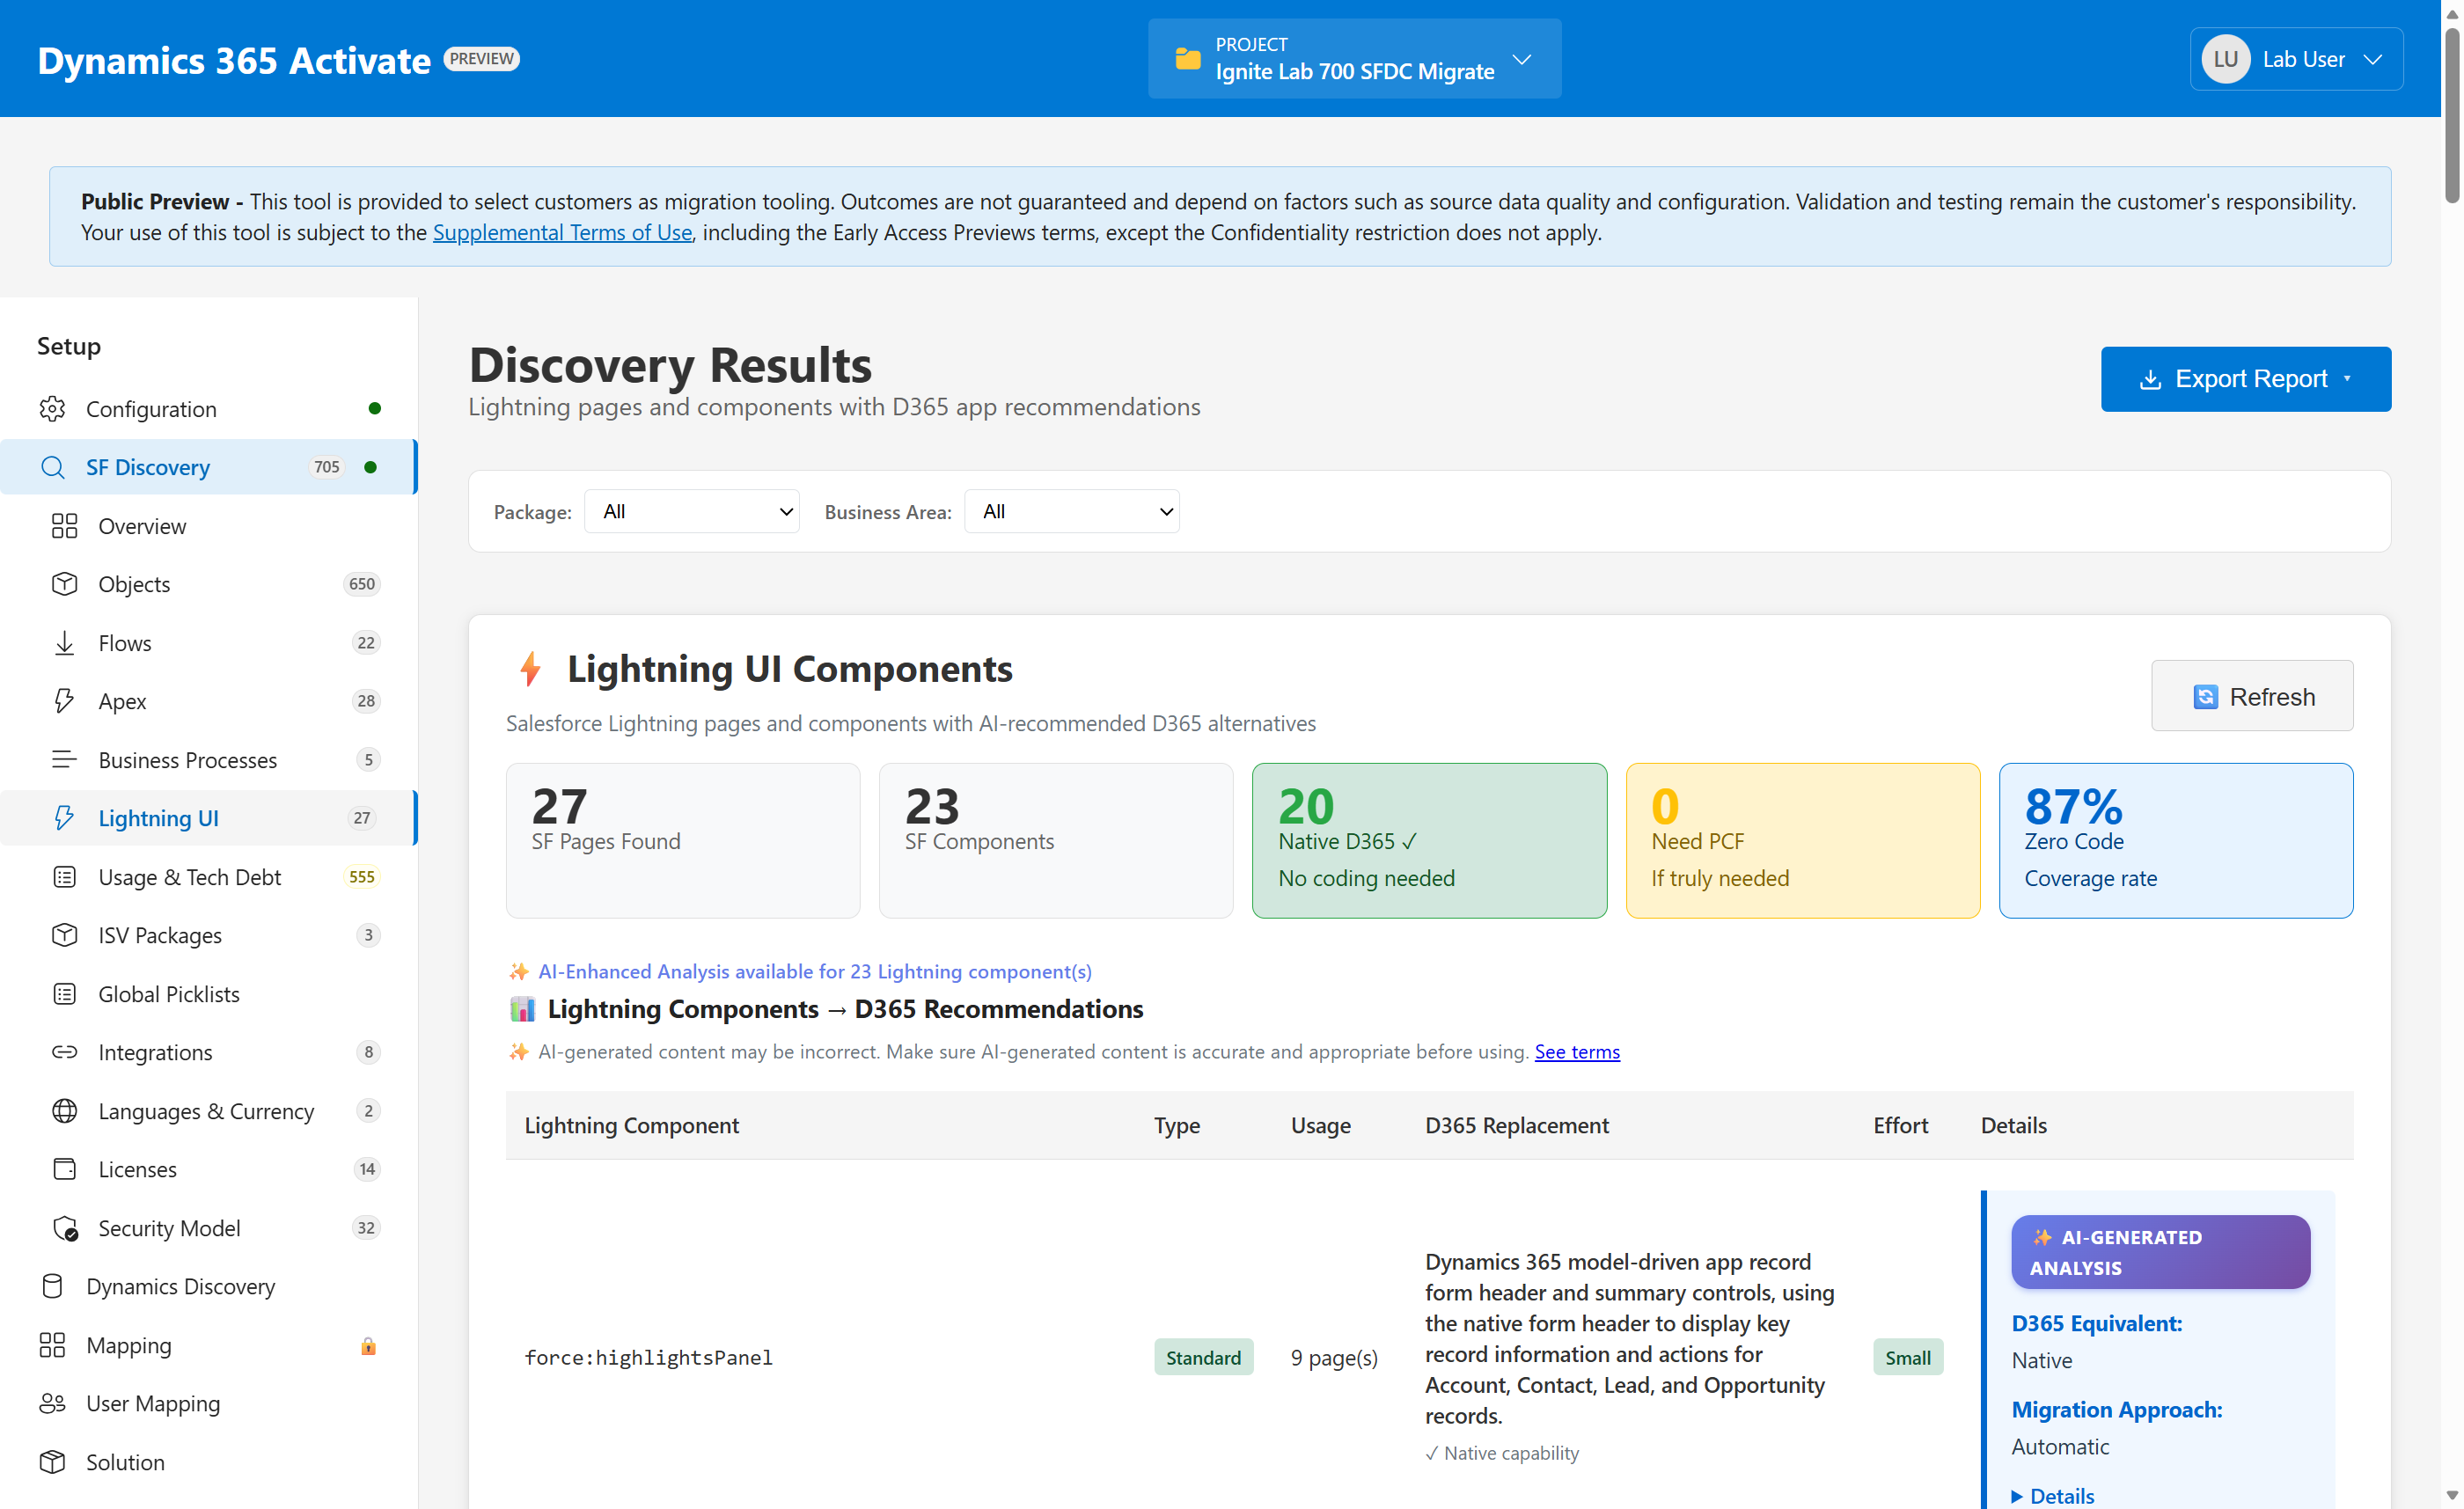 Dynamics 365 Activate PREVIEW
PROJECT
Ignite Lab 700 SFDC Migrate
LU Lab User
Public Preview - This tool is provided to select customers as migration tooling. Outcomes are not guaranteed and depend on factors such as source data quality and configuration. Validation and testing remain the customer's responsibility.
Your use of this tool is subject to the Supplemental Terms of Use, including the Early Access Previews terms, except the Confidentiality restriction does not apply.
Setup
Configuration
SF Discovery 705
Overview
Objects 650
Flows 22
Apex 28
Business Processes 5
Lightning UI 27
Usage & Tech Debt 555
ISV Packages 3
Global Picklists
Integrations 8
Languages & Currency 2
Licenses 14
Security Model 32
Dynamics Discovery
Mapping
User Mapping
Solution
Discovery Results
Lightning pages and components with D365 app recommendations
Export Report
Package: All Business Area: All
Lightning UI Components
Salesforce Lightning pages and components with AI-recommended D365 alternatives
Refresh
27
SF Pages Found
23
SF Components
20
Native D365 ✓
No coding needed
0
Need PCF
If truly needed
87%
Zero Code
Coverage rate
✨ AI-Enhanced Analysis available for 23 Lightning component(s)
Lightning Components → D365 Recommendations
✨ AI-generated content may be incorrect. Make sure AI-generated content is accurate and appropriate before using. See terms
Lightning Component Type Usage D365 Replacement Effort Details
force:highlightsPanel
Standard
9 page(s)
Dynamics 365 model-driven app record
form header and summary controls, using
the native form header to display key
record information and actions for
Account, Contact, Lead, and Opportunity
records.
✓ Native capability
Small
✨ AI-GENERATED
ANALYSIS
D365 Equivalent:
Native
Migration Approach:
Automatic
▶ Details